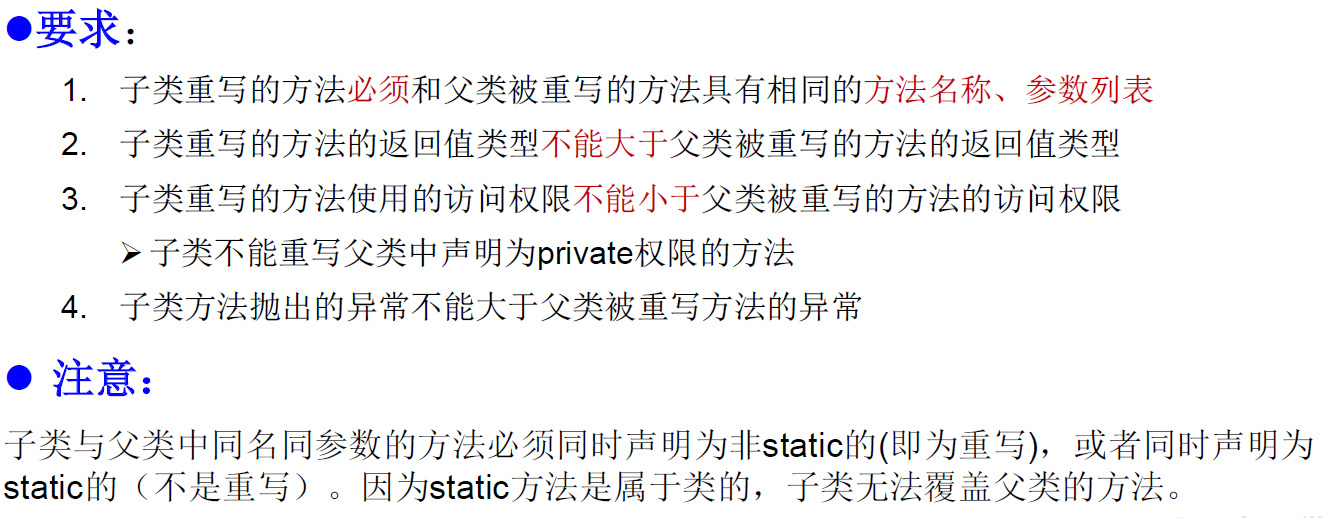 ●要求：
1. 子类重写的方法必须和父类被重写的方法具有相同的方法名称、参数列表
2. 子类重写的方法的返回值类型不能大于父类被重写的方法的返回值类型
3. 子类重写的方法使用的访问权限不能小于父类被重写的方法的访问权限
➢ 子类不能重写父类中声明为private权限的方法
4. 子类方法抛出的异常不能大于父类被重写方法的异常
● 注意：
子类与父类中同名同参数的方法必须同时声明为非static的(即为重写)，或者同时声明为
static的（不是重写）。因为static方法是属于类的，子类无法覆盖父类的方法。